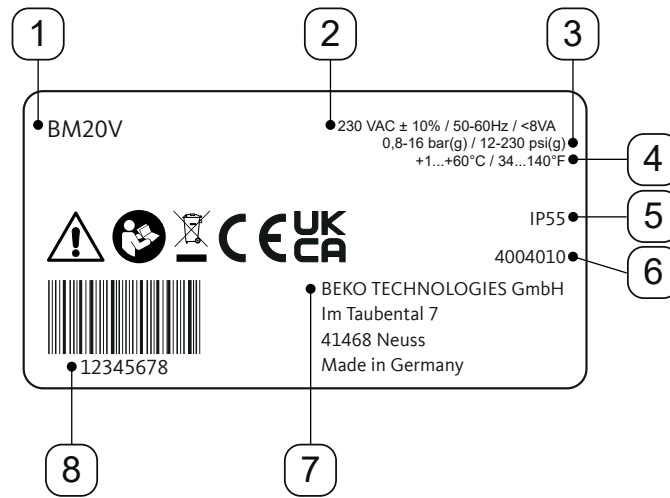 1
2
3
BM20V
230 VAC ± 10% / 50-60Hz / <8VA
0,8-16 bar(g) / 12-230 psi(g)
+1...+60°C / 34...140°F
4
IP55
5
4004010
6
CE UK
CA
BEKO TECHNOLOGIES GmbH
Im Taubental 7
41468 Neuss
Made in Germany
12345678
8
7